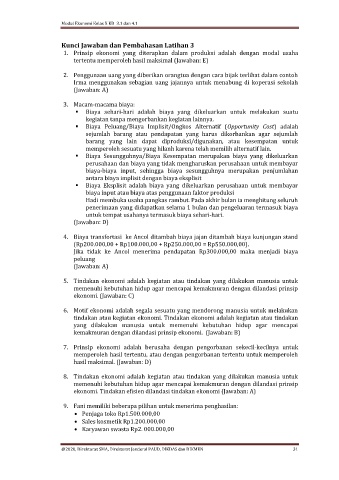 Modul Ekonomi Kelas X KD 3.1 dan 4.1
Kunci Jawaban dan Pembahasan Latihan 3
1. Prinsip ekonomi yang diterapkan dalam produksi adalah dengan modal usaha
tertentu memperoleh hasil maksimal (Jawaban: E)
2. Penggunaan uang yang diberikan orangtua dengan cara bijak terlihat dalam contoh
Irma menggunakan sebagian uang jajannya untuk menabung di koperasi sekolah
(Jawaban: A)
3. Macam-macama biaya:
▪ Biaya sehari-hari adalah biaya yang dikeluarkan untuk melakukan suatu
kegiatan tanpa mengorbankan kegiatan lainnya.
▪ Biaya Peluang/Biaya Implisit/Ongkos Alternatif (Opportunity Cost) adalah
sejumlah barang atau pendapatan yang harus dikorbankan agar sejumlah
barang yang lain dapat diproduksi/digunakan, atau kesempatan untuk
memperoleh sesuatu yang hilang karena telah memilih alternatif lain.
▪ Biaya Sesungguhnya/Biaya Kesempatan merupakan biaya yang dikeluarkan
perusahaan dan biaya yang tidak mengharuskan perusahaan untuk membayar
biaya-biaya input, sehingga biaya sesungguhnya merupakan penjumlahan
antara biaya implisit dengan biaya eksplisit
▪ Biaya Eksplisit adalah biaya yang dikeluarkan perusahaan untuk membayar
biaya input atau biaya atas penggunaan faktor produksi
Hadi membuka usaha pangkas rambut. Pada akhir bulan ia menghitung seluruh
penerimaan yang didapatkan selama 1 bulan dan pengeluaran termasuk biaya
untuk tempat usahanya termasuk biaya sehari-hari.
(Jawaban: D)
4. Biaya transfortasi ke Ancol ditambah biaya jajan ditambah biaya kunjungan stand
(Rp200.000,00 + Rp100.000,00 + Rp250.000,00 = Rp550.000,00).
Jika tidak ke Ancol menerima pendapatan Rp300.000,00 maka menjadi biaya
peluang
(Jawaban: A)
5. Tindakan ekonomi adalah kegiatan atau tindakan yang dilakukan manusia untuk
memenuhi kebutuhan hidup agar mencapai kemakmuran dengan dilandasi prinsip
ekonomi. (Jawaban: C)
6. Motif ekonomi adalah segala sesuatu yang mendorong manusia untuk melakukan
tindakan atau kegiatan ekonomi. Tindakan ekonomi adalah kegiatan atau tindakan
yang dilakukan manusia untuk memenuhi kebutuhan hidup agar mencapai
kemakmuran dengan dilandasi prinsip ekonomi. (Jawaban: B)
7. Prinsip ekonomi adalah berusaha dengan pengorbanan sekecil-kecilnya untuk
memperoleh hasil tertentu, atau dengan pengorbanan tertentu untuk memperoleh
hasil maksimal. (Jawaban: D)
8. Tindakan ekonomi adalah kegiatan atau tindakan yang dilakukan manusia untuk
memenuhi kebutuhan hidup agar mencapai kemakmuran dengan dilandasi prinsip
ekonomi. Tindakan efisien dilandasi tindakan ekonomi (Jawaban: A)
9. Fani memiliki beberapa pilihan untuk menerima penghasilan:
• Penjaga toko Rp1.500.000,00
• Sales kosmetik Rp1.200.000,00
• Karyawan swasta Rp2. 000.000,00
@2020, Direktorat SMA, Direktorat Jenderal PAUD, DIKDAS dan DIKMEN